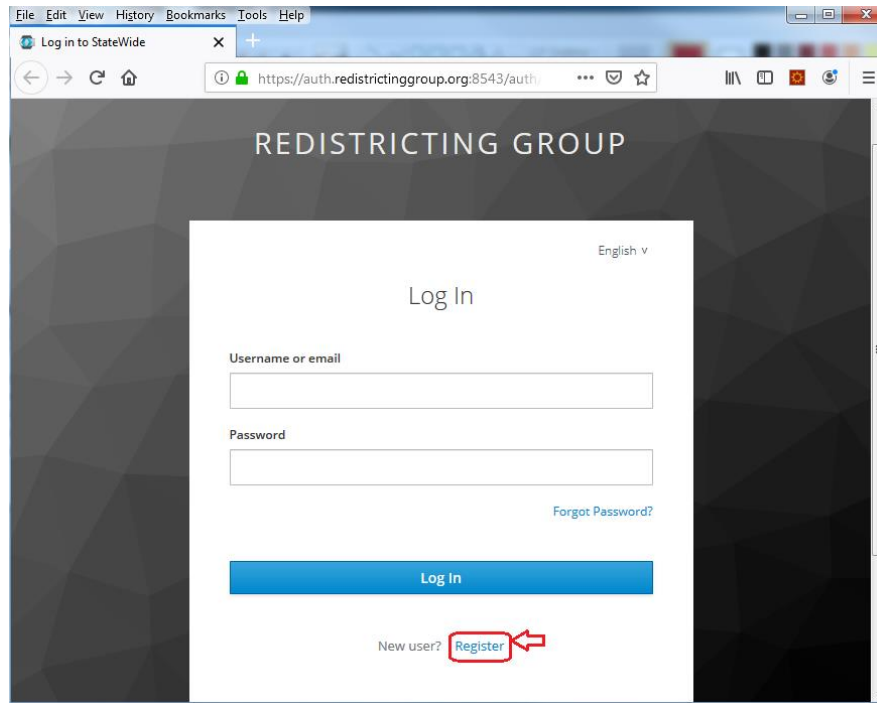 File Edit View History Bookmarks Tools Help
Log in to StateWide
https://auth.redistrictinggroup.org:8543/auth/
REDISTRICTING GROUP
English v
Log In
Username or email
Password
Forgot Password?
Log In
New user? Register